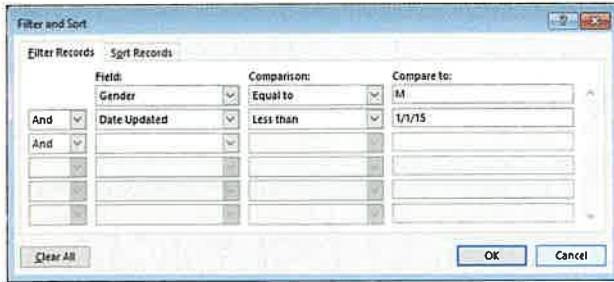 Filter and Sort
Filter Records Sort Records
Field: Comparison: Compare to:
Gender Equal to M
And Date Updated Less than 1/1/15
And
Clear All OK Cancel